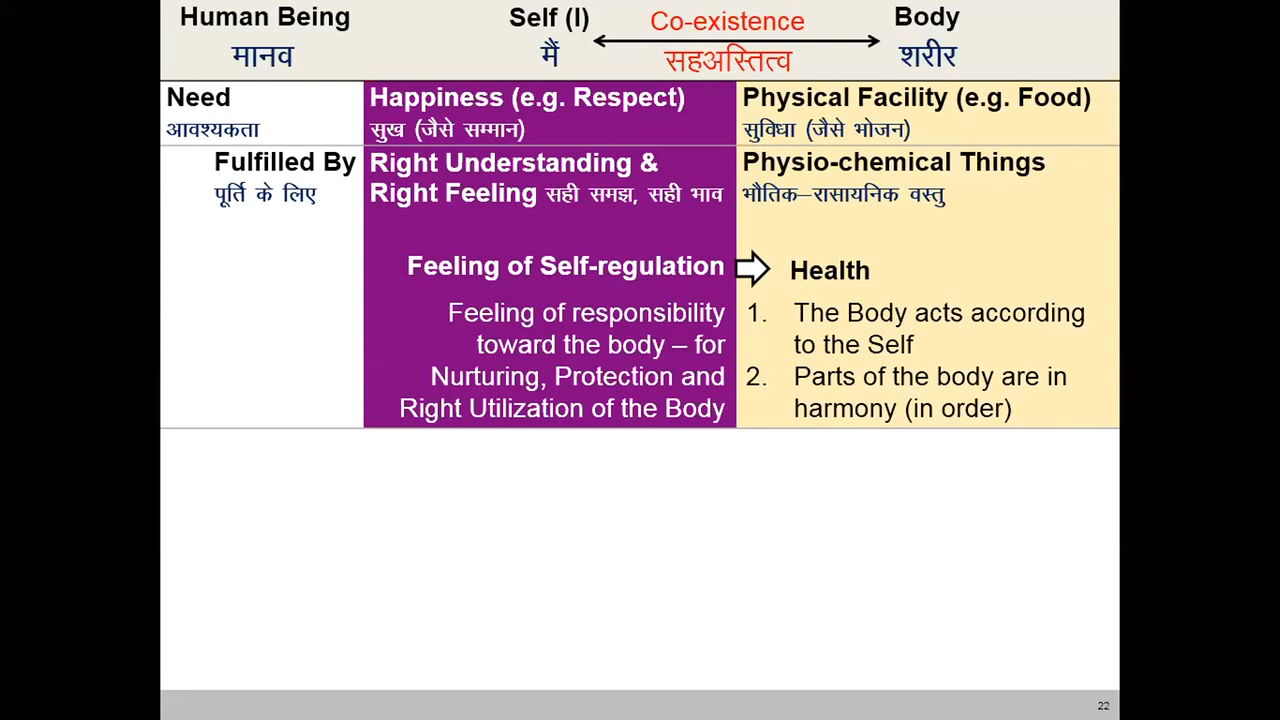 Human Being Self (I) Co-existence Body
मानव मैं सहअस्तित्व शरीर
Need Happiness (e.g. Respect) Physical Facility (e.g. Food)
आवश्यकता सुख (जैसे सम्मान) सुविधा (जैसे भोजन)
Fulfilled By Right Understanding & Physio-chemical Things
पूर्ति के लिए Right Feeling सही समझ, सही भाव भौतिक–रासायनिक वस्तु
Feeling of Self-regulation Health
Feeling of responsibility 1. The Body acts according
toward the body – for to the Self
Nurturing, Protection and 2. Parts of the body are in
Right Utilization of the Body harmony (in order)
22